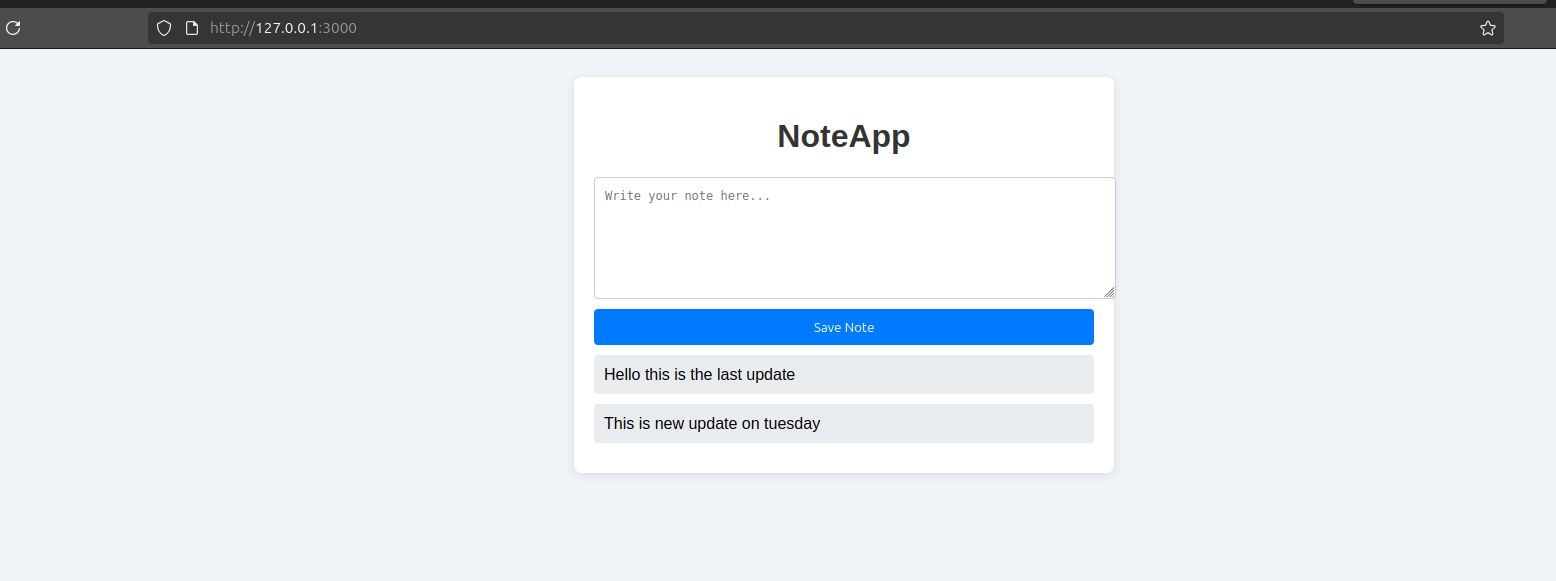 http://127.0.0.1:3000
NoteApp
Write your note here...
Save Note
Hello this is the last update
This is new update on tuesday